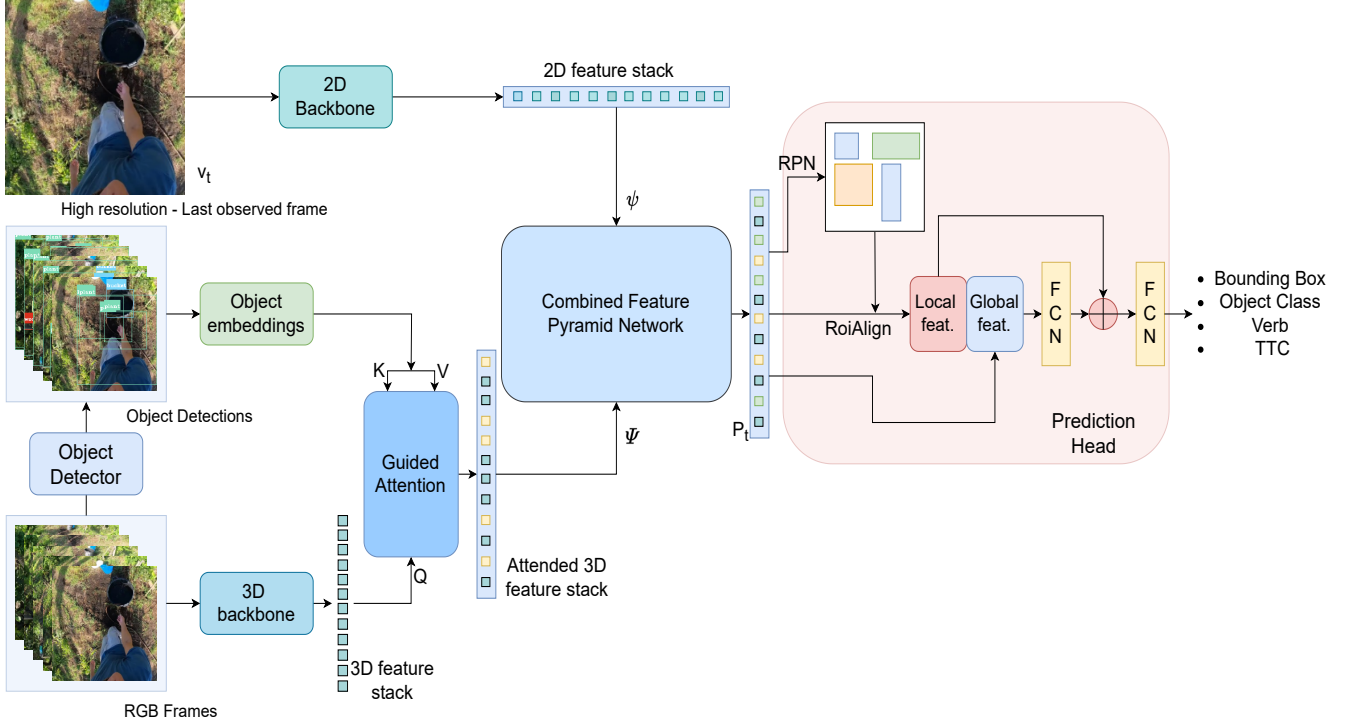 2D
Backbone
2D feature stack
v_t
High resolution - Last observed frame
ψ
RPN
Object
embeddings
Combined Feature
Pyramid Network
Local
feat.
Global
feat.
F
C
N
F
C
N
RoiAlign
• Bounding Box
• Object Class
• Verb
• TTC
K
V
Object Detections
Object
Detector
Guided
Attention
Ψ
P_t
Prediction
Head
Q
Attended 3D
feature stack
3D
backbone
3D feature
stack
RGB Frames